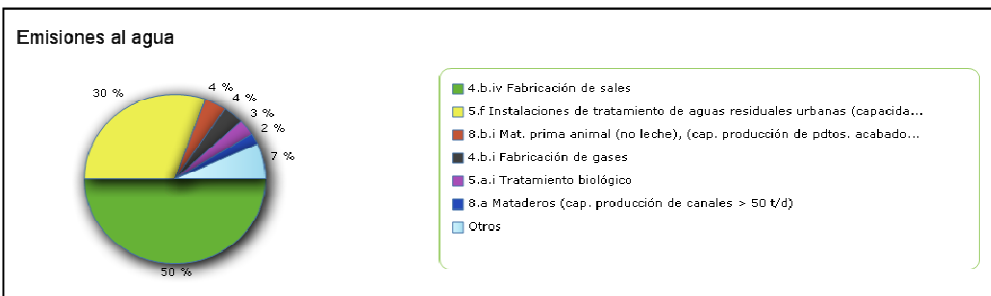 Emisiones al agua
30 %
4 %
4 %
3 %
2 %
7 %
50 %
4.b.iv Fabricación de sales
5.f Instalaciones de tratamiento de aguas residuales urbanas (capacida...
8.b.i Mat. prima animal (no leche), (cap. producción de pdtos. acabado...
4.b.i Fabricación de gases
5.a.i Tratamiento biológico
8.a Mataderos (cap. producción de canales > 50 t/d)
Otros